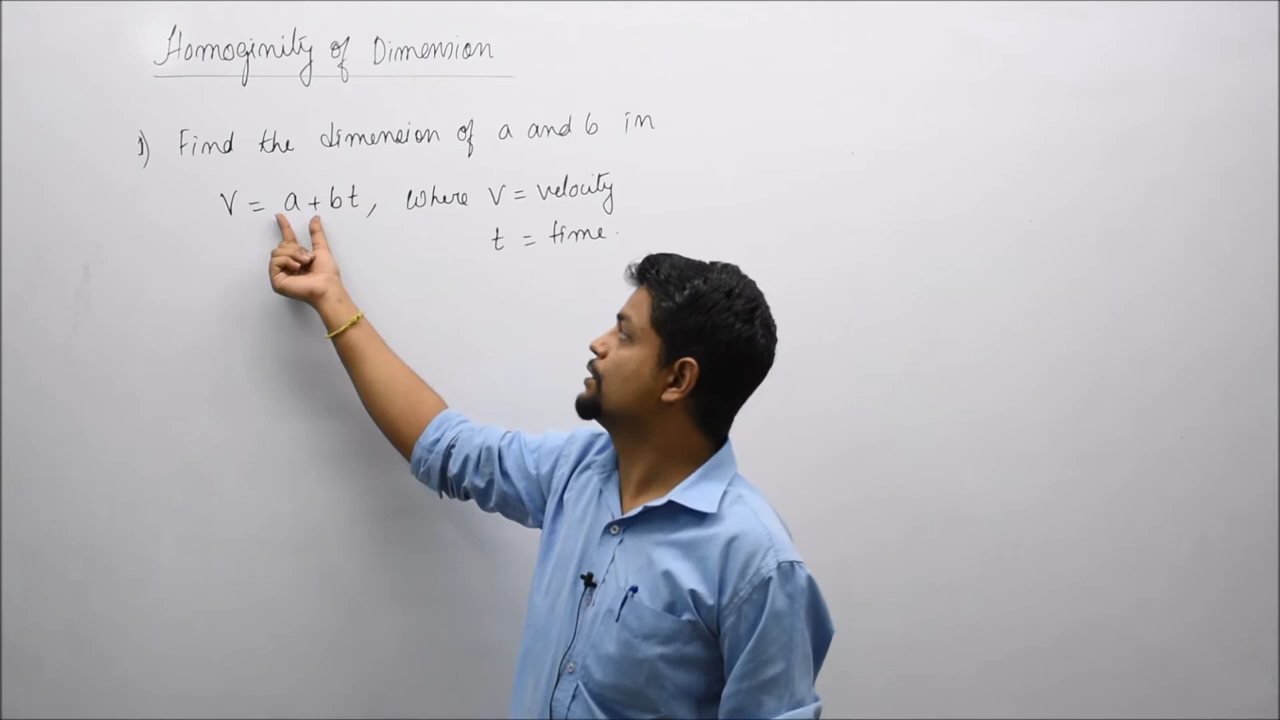 Homoginity of Dimension
1) Find the dimension of a and b in
V = a + bt, where V = velocity
t = time.